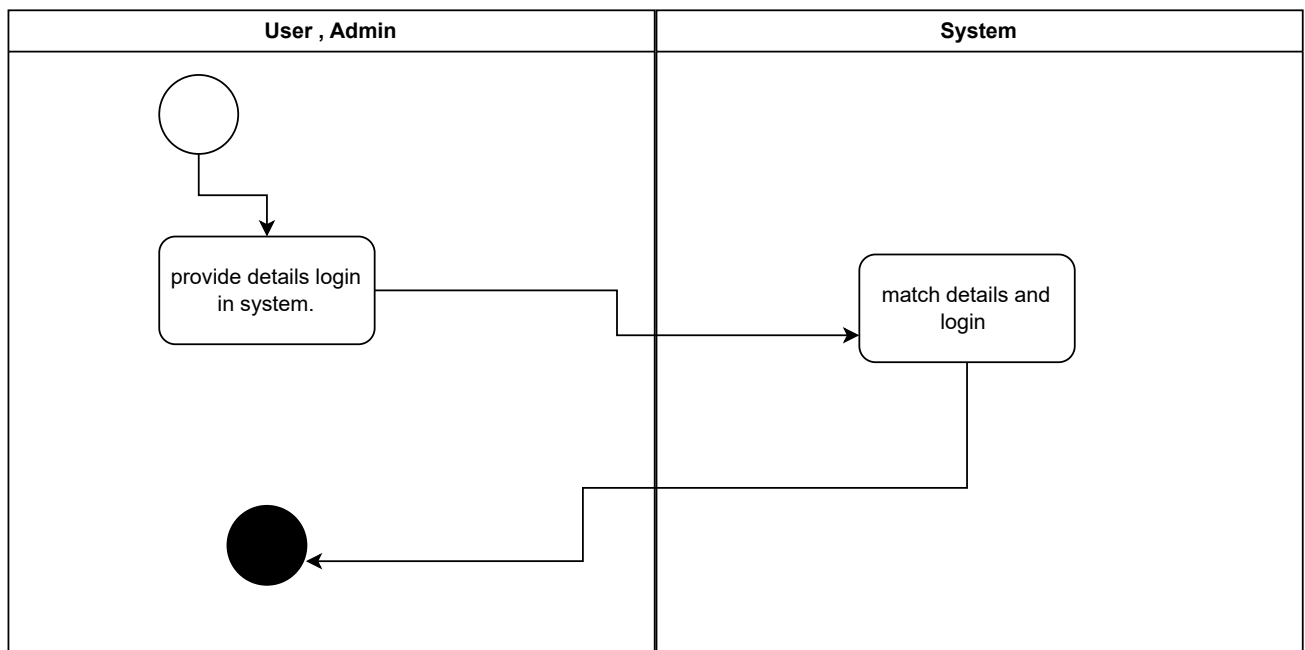 User , Admin
System
provide details login
in system.
match details and
login